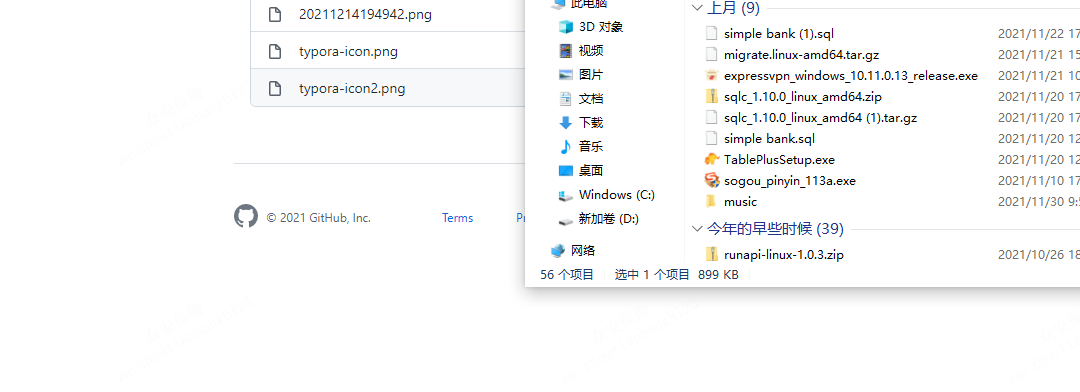 20211214194942.png
typora-icon.png
typora-icon2.png
© 2021 GitHub, Inc.
Terms
此电脑
3D 对象
视频
图片
文档
下载
音乐
桌面
Windows (C:)
新加卷 (D:)
网络
上月 (9)
simple bank (1).sql 2021/11/22 17
migrate.linux-amd64.tar.gz 2021/11/21 15
expressvpn_windows_10.11.0.13_release.exe 2021/11/21 10
sqlc_1.10.0_linux_amd64.zip 2021/11/20 17
sqlc_1.10.0_linux_amd64 (1).tar.gz 2021/11/20 17
simple bank.sql 2021/11/20 12
TablePlusSetup.exe 2021/11/20 12
sogou_pinyin_113a.exe 2021/11/10 17
music 2021/11/30 9:5
今年的早些时候 (39)
runapi-linux-1.0.3.zip 2021/10/26 18
56 个项目 选中 1 个项目 899 KB